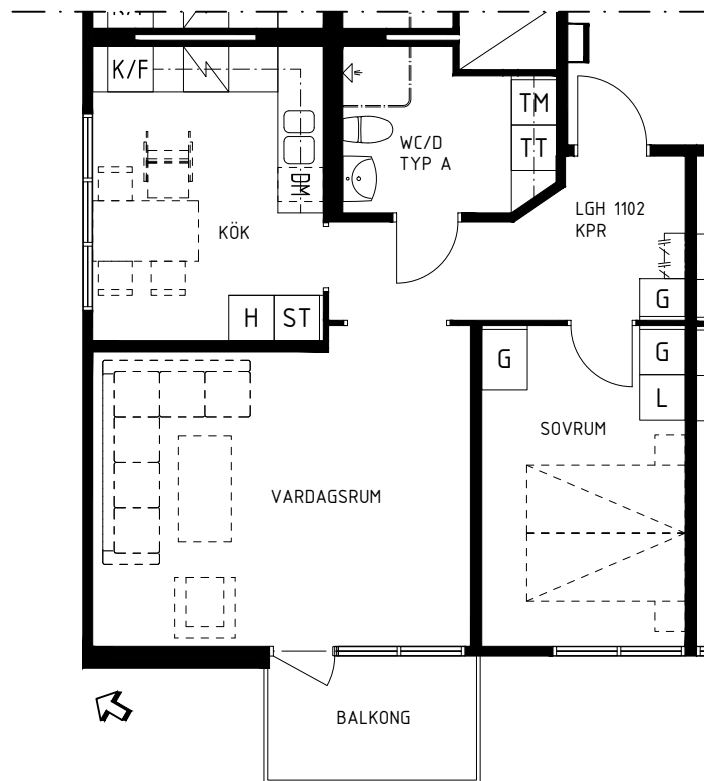 K/F
K/F
TM
WC/D
TYP A
TT
DM
LGH 1102
KPR
KÖK
G
H
ST
G
G
L
SOVRUM
VARDAGSRUM
BALKONG